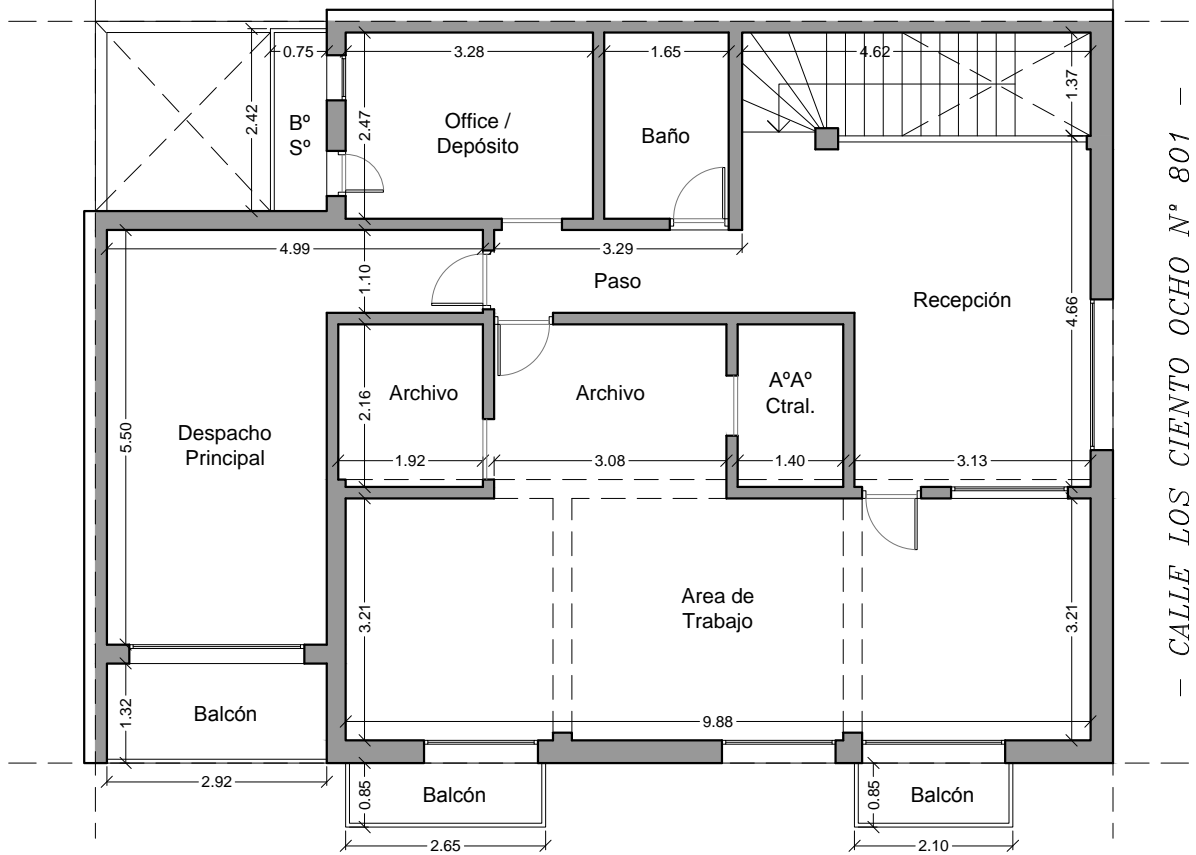 0.75
3.28
1.65
4.62
1.37
2.42
Bº
Sº
2.47
Office /
Depósito
Baño
4.99
3.29
1.10
Paso
Recepción
4.66
5.50
Despacho
Principal
2.16
Archivo
Archivo
AºAº
Ctral.
1.92
3.08
1.40
3.13
3.21
Area de
Trabajo
3.21
1.32
Balcón
9.88
2.92
0.85
Balcón
2.65
0.85
Balcón
2.10
- CALLE LOS CIENTO OCHO Nº 801 -